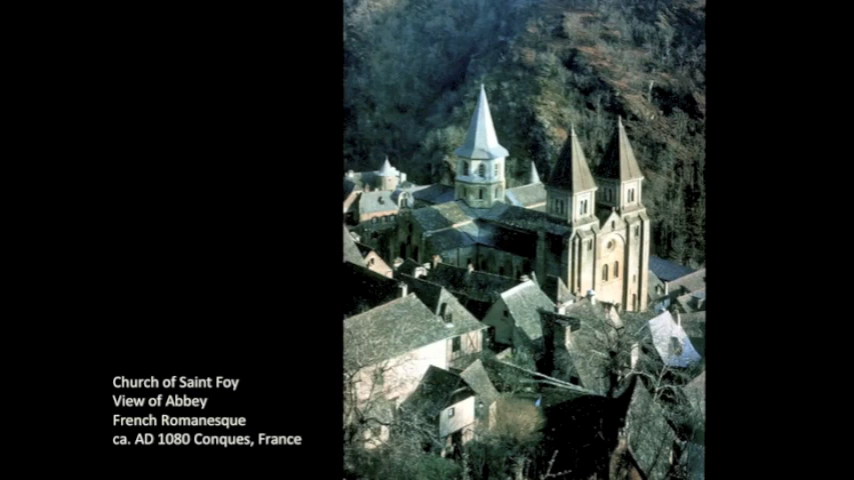 Church of Saint Foy
View of Abbey
French Romanesque
ca. AD 1080 Conques, France